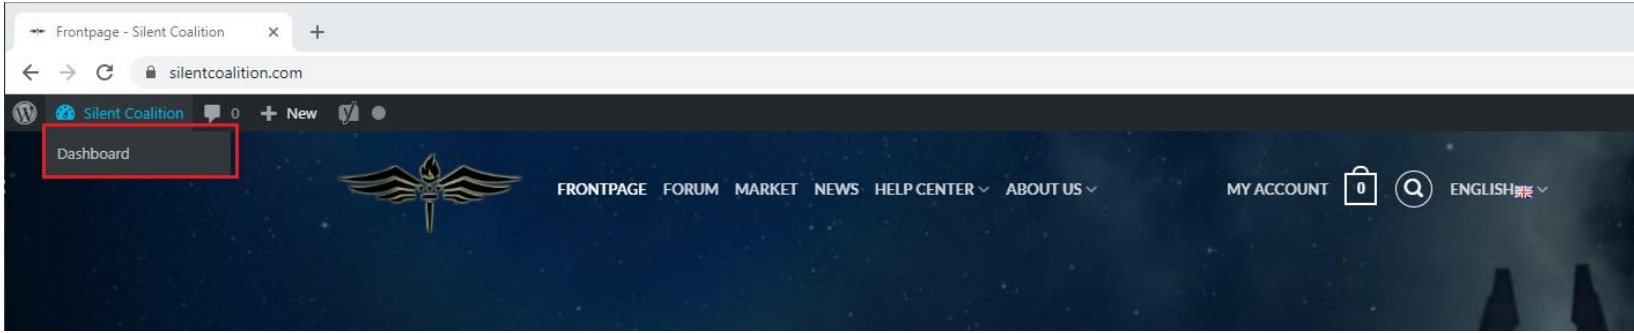 Frontpage - Silent Coalition
silentcoalition.com
Silent Coalition 0 New
Dashboard
FRONTPAGE FORUM MARKET NEWS HELP CENTER ABOUT US MY ACCOUNT 0 ENGLISH